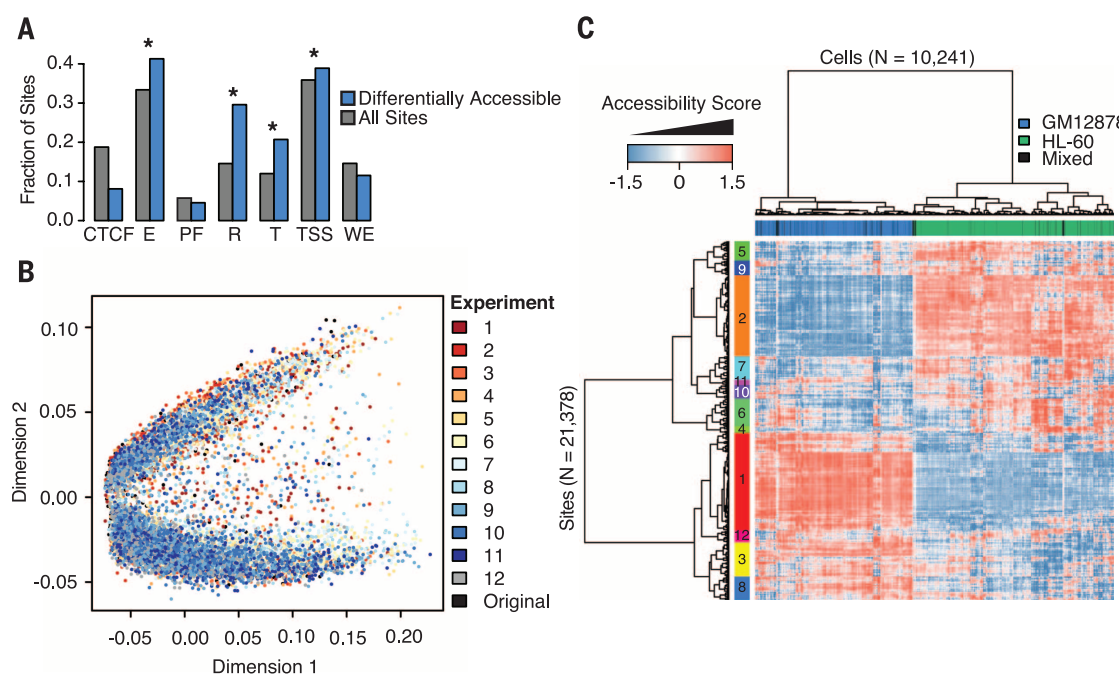 A
0.4
0.3
0.2
0.1
0.0
Fraction of Sites
* * * * *
Differentially Accessible
All Sites
CTCF E PF R T TSS WE
B
0.10
0.05
0.00
-0.05
Dimension 2
-0.05 0.00 0.05 0.10 0.15 0.20
Dimension 1
Experiment
1
2
3
4
5
6
7
8
9
10
11
12
Original
C
Cells (N = 10,241)
Accessibility Score
-1.5 0 1.5
GM12878
HL-60
Mixed
Sites (N = 21,378)
5
9
2
7
11
10
6
4
1
12
3
8